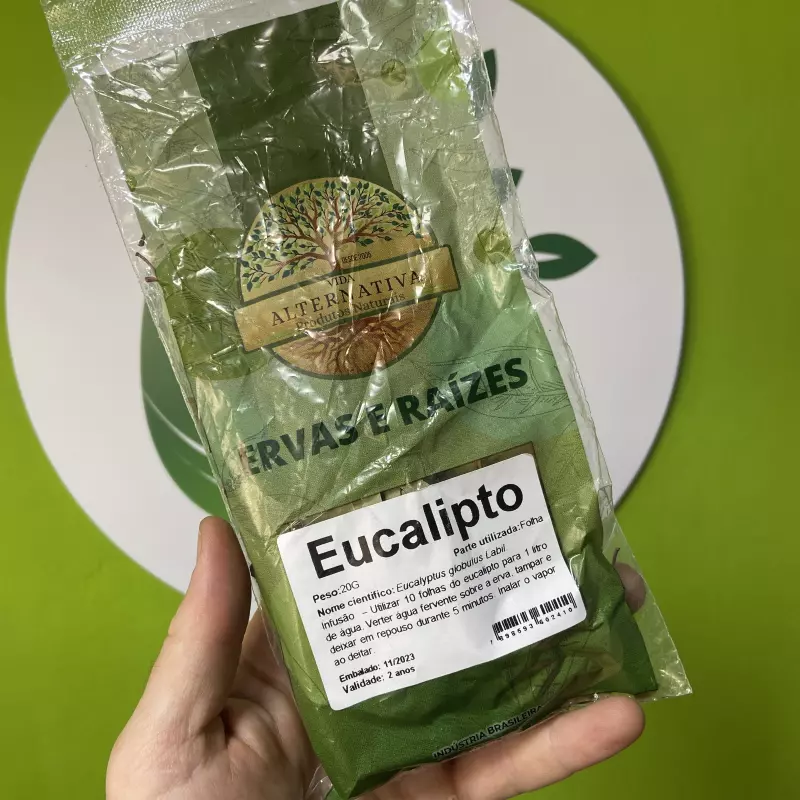 DESDE 2005
VIDA
ALTERNATIVA
Produtos Naturais
ERVAS E RAÍZES
Eucalipto
Parte utilizada:Folha
Peso:20G
Nome científico:Eucalyptus globulus Labil
Infusão – Utilizar 10 folhas do eucalipto para 1 litro
de água. Verter água fervente sobre a erva, tampar e
deixar em repouso durante 5 minutos. Inalar o vapor
ao deitar.
Embalado: 11/2023
Validade: 2 anos
INDÚSTRIA BRASILEIRA